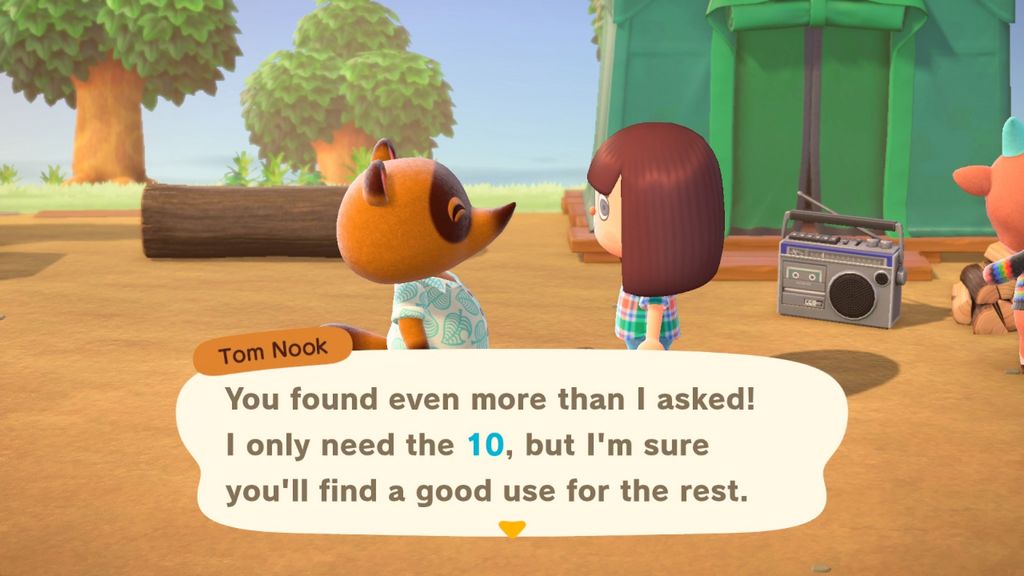 Tom Nook
You found even more than I asked!
I only need the 10, but I'm sure
you'll find a good use for the rest.